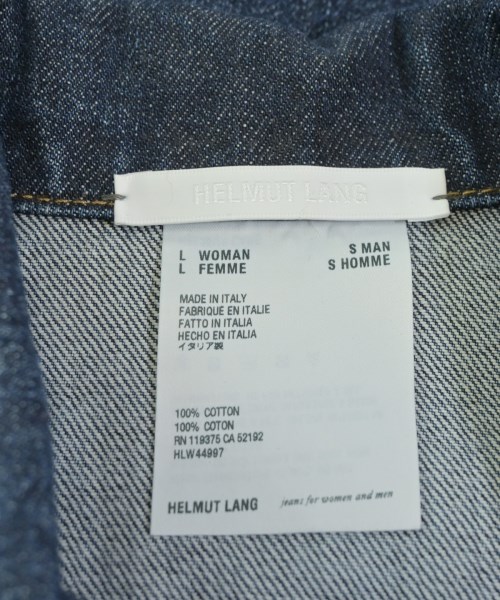 HELMUT LANG
L WOMAN S MAN
L FEMME S HOMME
MADE IN ITALY
FABRIQUE EN ITALIE
FATTO IN ITALIA
HECHO EN ITALIA
イタリア製
100% COTTON
100% COTON
RN 119375 CA 52192
HLW44997
HELMUT LANG jeans for women and men